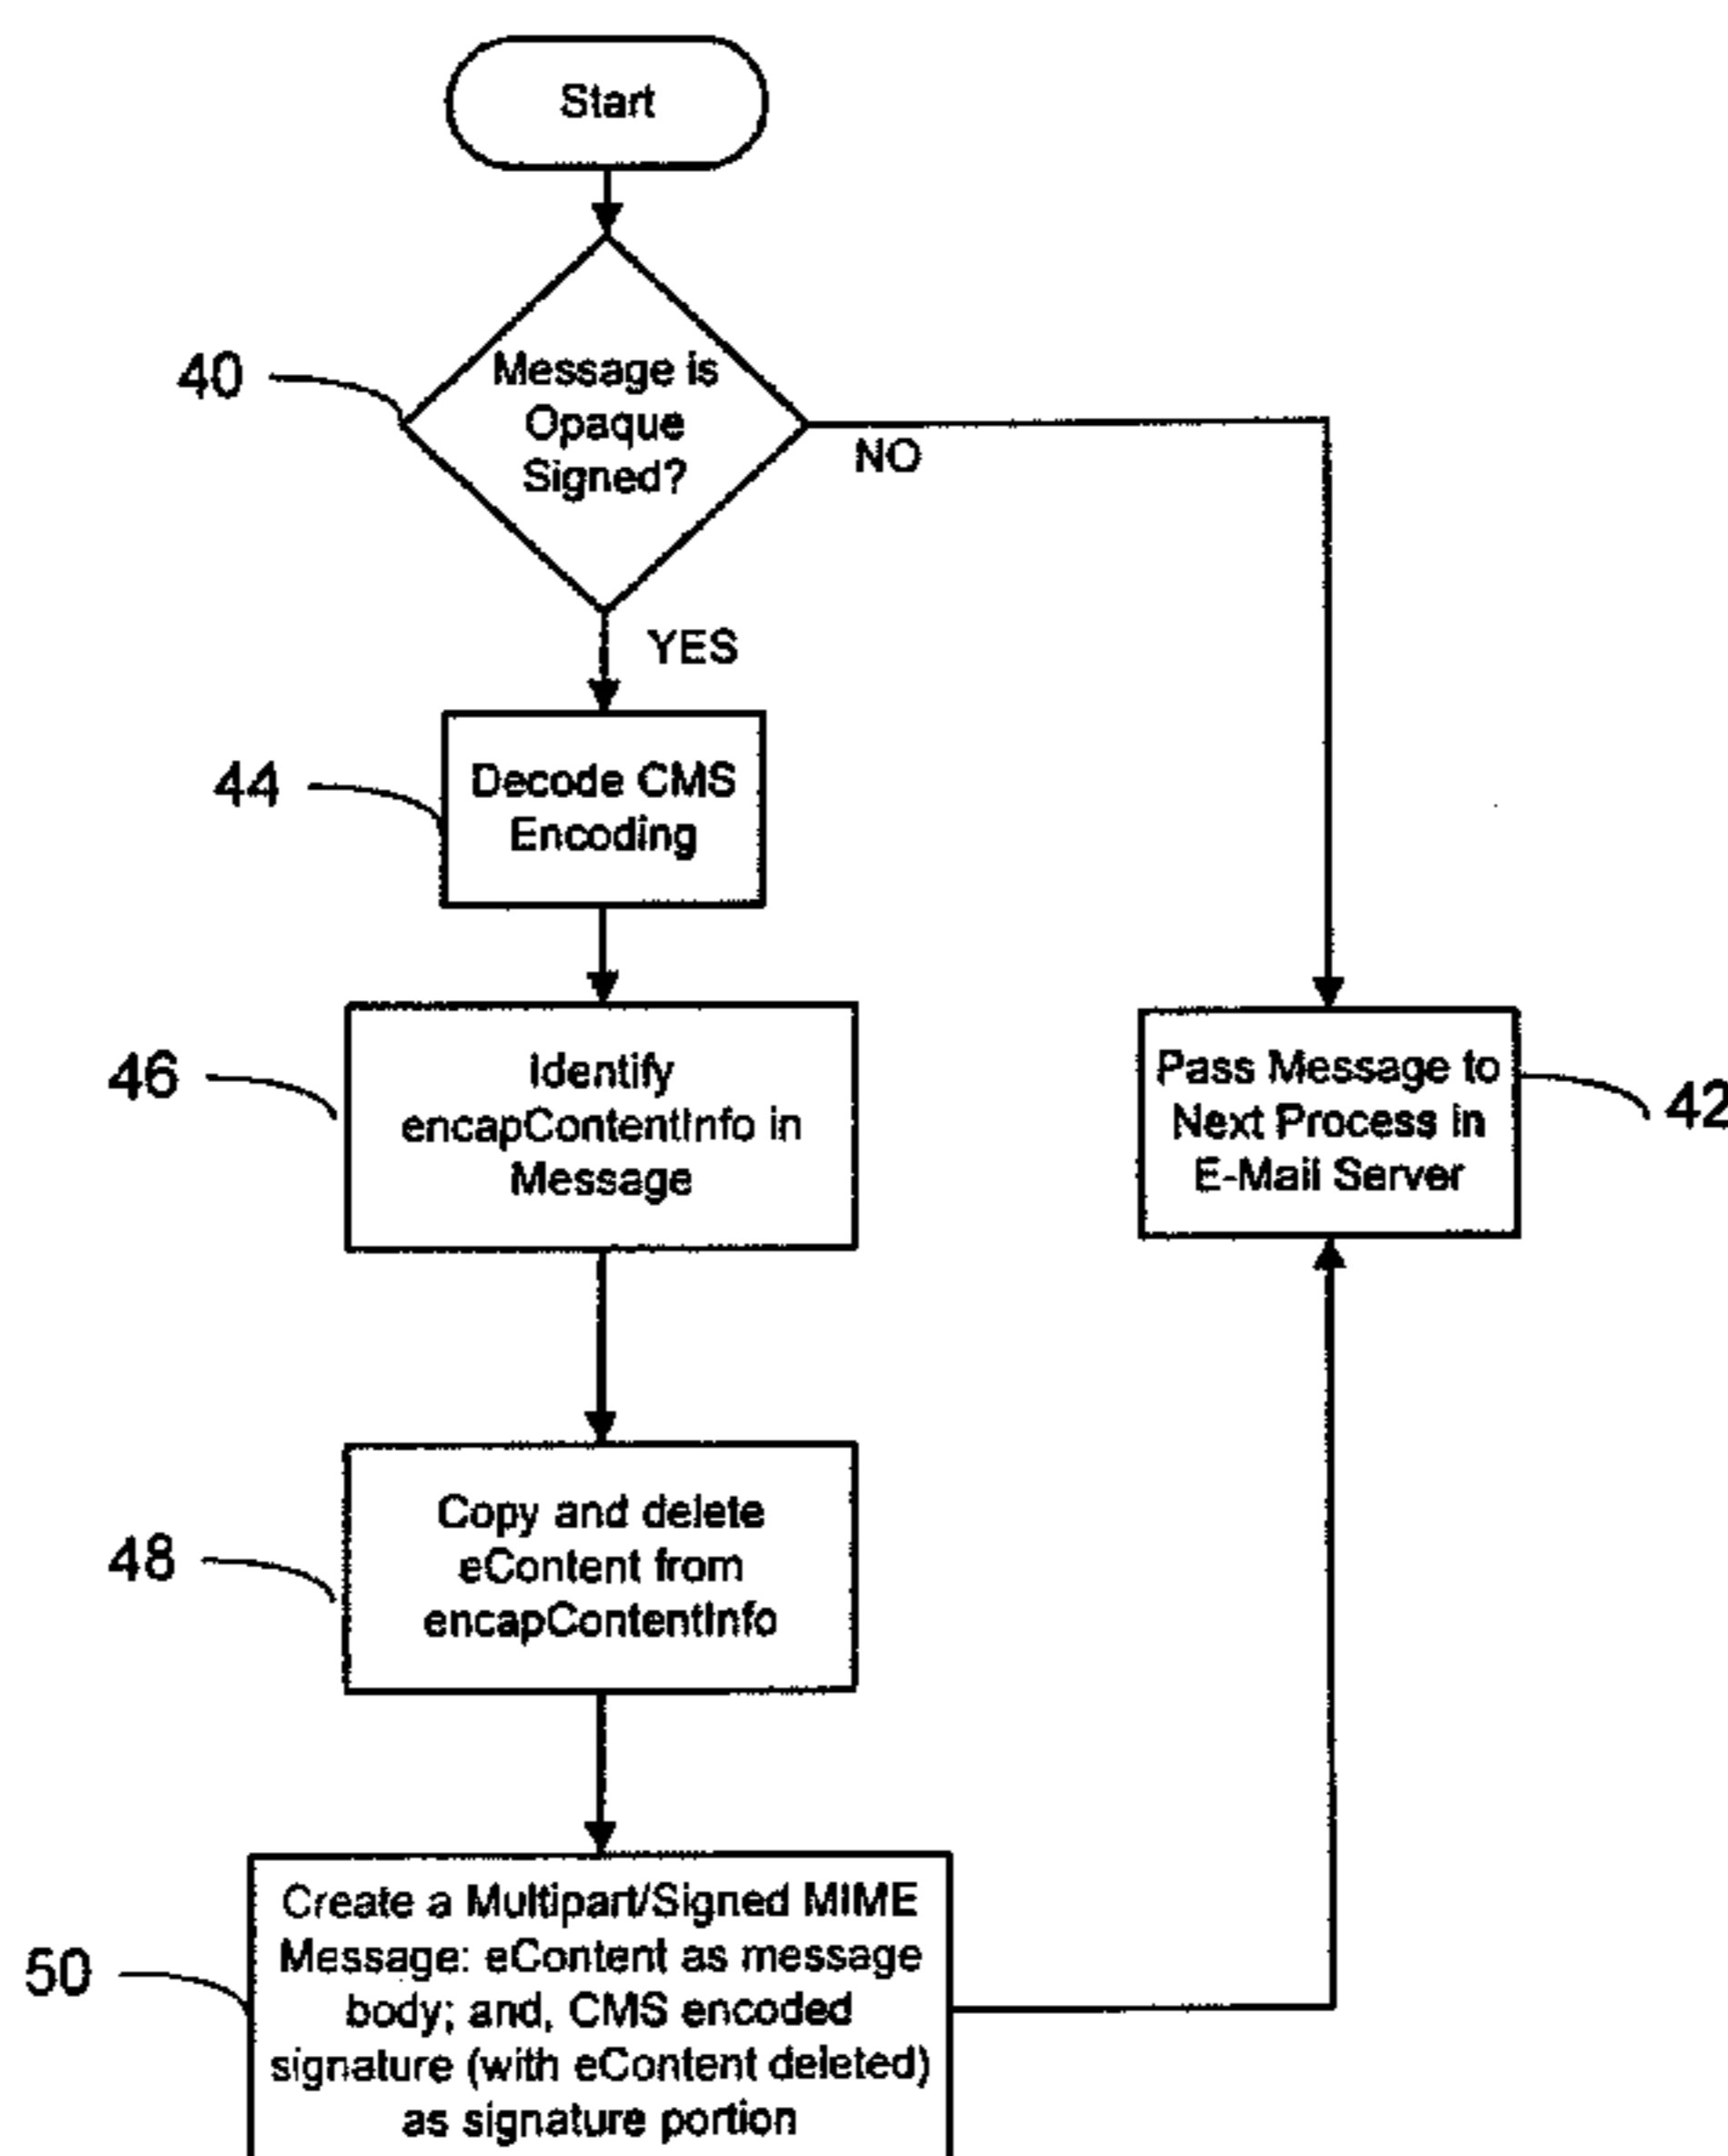 Start
40
Message is
Opaque
Signed?
NO
YES
44
Decode CMS
Encoding
46
Identify
encapContentInfo in
Message
Pass Message to
Next Process in
E-Mail Server
42
48
Copy and delete
eContent from
encapContentInfo
50
Create a Multipart/Signed MIME
Message: eContent as message
body; and, CMS encoded
signature (with eContent deleted)
as signature portion